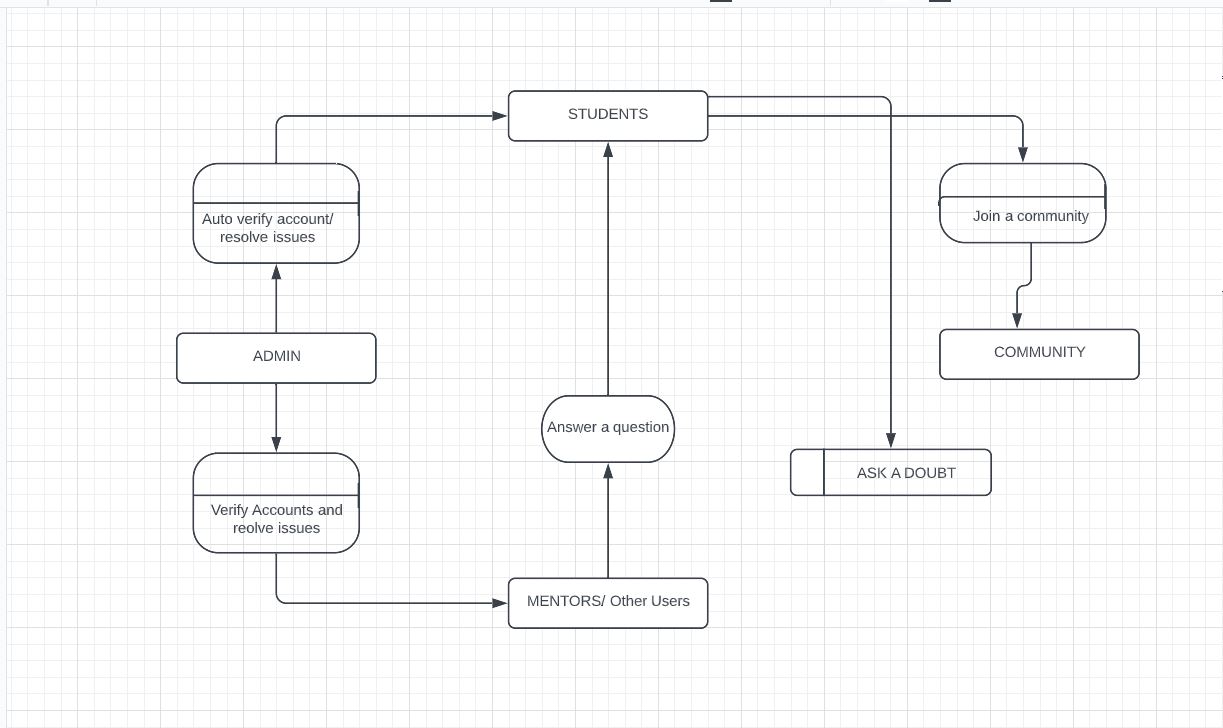 STUDENTS
Auto verify account/
resolve issues
Join a community
ADMIN
COMMUNITY
Answer a question
ASK A DOUBT
Verify Accounts and
reolve issues
MENTORS/ Other Users